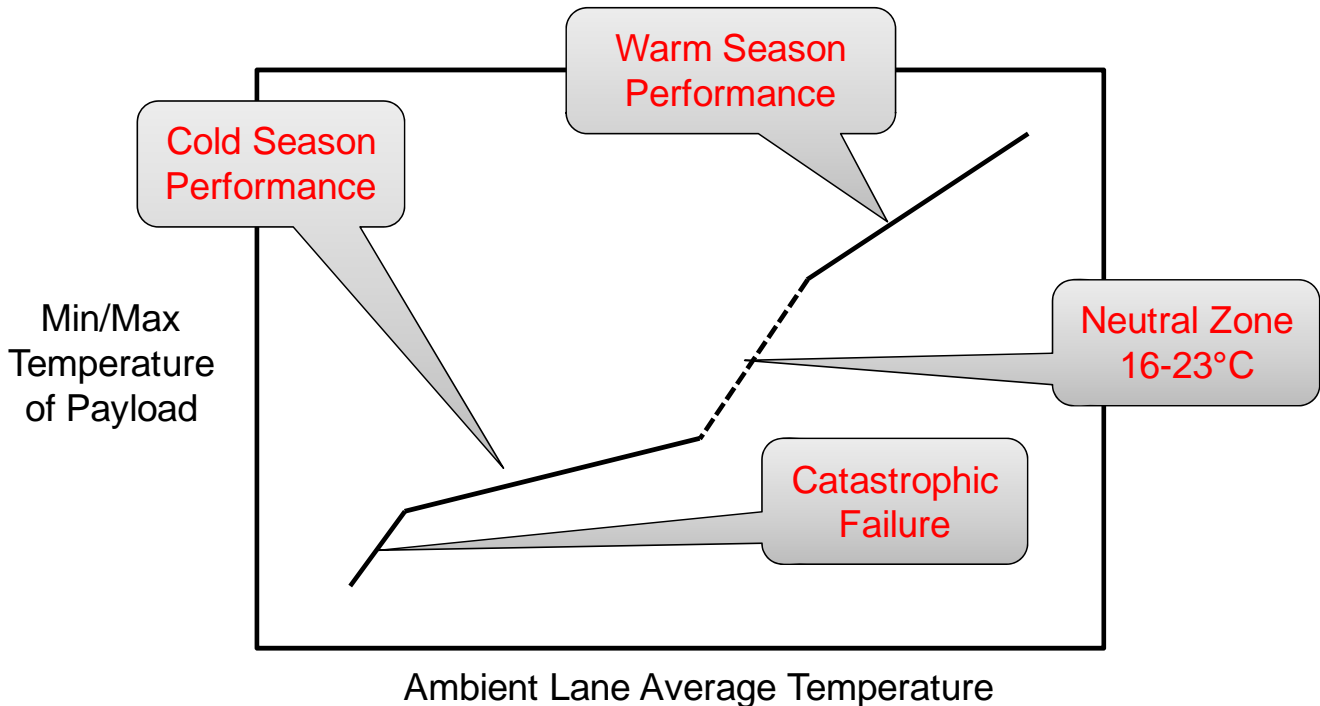 Warm Season
Performance
Cold Season
Performance
Min/Max
Temperature
of Payload
Neutral Zone
16-23°C
Catastrophic
Failure
Ambient Lane Average Temperature